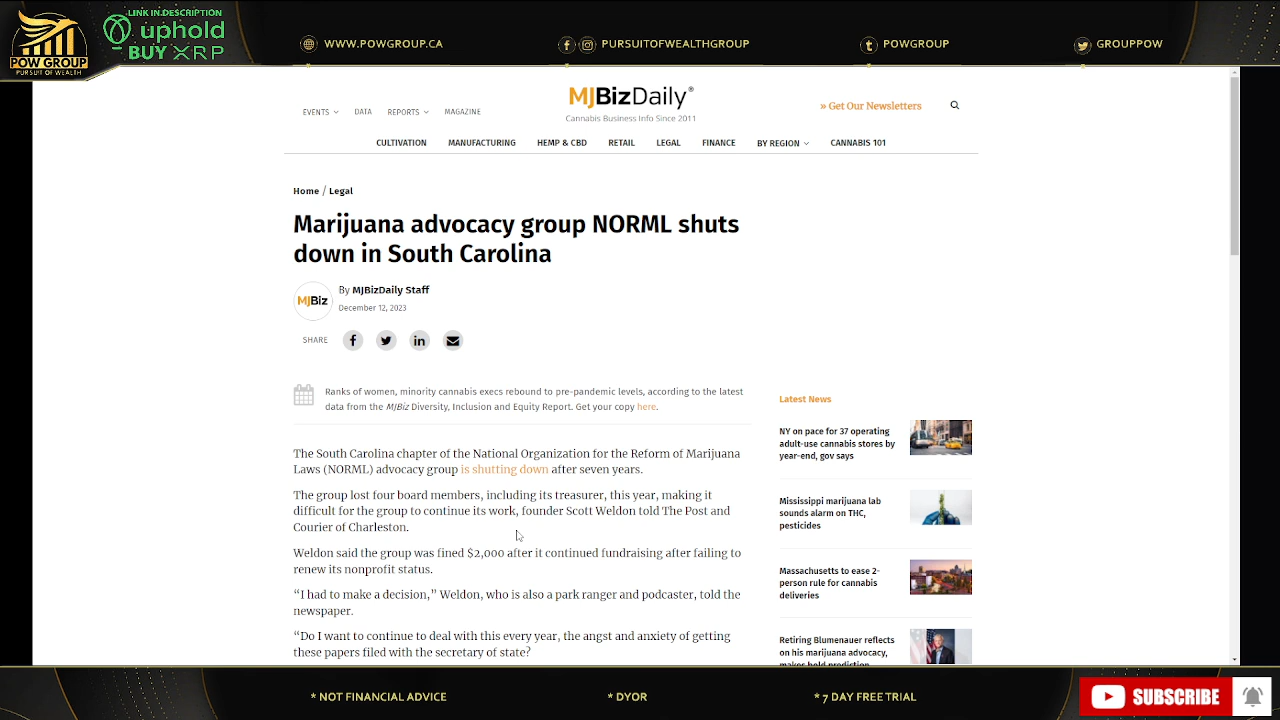 LINK IN DESCRIPTION
uphold
BUY XRP
POW GROUP
PURSUIT OF WEALTH
WWW.POWGROUP.CA
PURSUITOFWEALTHGROUP
POWGROUP
GROUPPOW
EVENTS
DATA
REPORTS
MAGAZINE
MJBizDaily®
Cannabis Business Info Since 2011
» Get Our Newsletters
CULTIVATION
MANUFACTURING
HEMP & CBD
RETAIL
LEGAL
FINANCE
BY REGION
CANNABIS 101
Home / Legal
Marijuana advocacy group NORML shuts
down in South Carolina
MJBiz
By MJBizDaily Staff
December 12, 2023
SHARE
Ranks of women, minority cannabis execs rebound to pre-pandemic levels, according to the latest
data from the MJBiz Diversity, Inclusion and Equity Report. Get your copy here.
The South Carolina chapter of the National Organization for the Reform of Marijuana
Laws (NORML) advocacy group is shutting down after seven years.
The group lost four board members, including its treasurer, this year, making it
difficult for the group to continue its work, founder Scott Weldon told The Post and
Courier of Charleston.
Weldon said the group was fined $2,000 after it continued fundraising after failing to
renew its nonprofit status.
“I had to make a decision,” Weldon, who is also a park ranger and podcaster, told the
newspaper.
“Do I want to continue to deal with this every year, the angst and anxiety of getting
these papers filed with the secretary of state?
Latest News
NY on pace for 37 operating
adult-use cannabis stores by
year-end, gov says
Mississippi marijuana lab
sounds alarm on THC,
pesticides
Massachusetts to ease 2-
person rule for cannabis
deliveries
Retiring Blumenauer reflects
on his marijuana advocacy,
makes bold prediction
* NOT FINANCIAL ADVICE
* DYOR
* 7 DAY FREE TRIAL
SUBSCRIBE